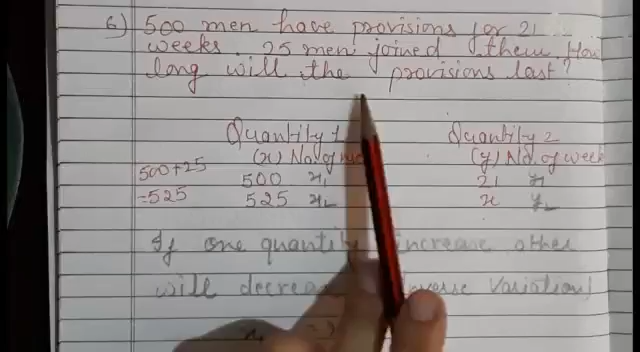 6) 500 men have provisions for 21
weeks. 25 men joined them. How
long will the provisions last?
Quantity 1 Quantity 2
(x) No. of (y) No. of week
500+25 500 x₁ 21 y₁
=525 525 x₂ x y₂
If one quantity increase other
will variation)